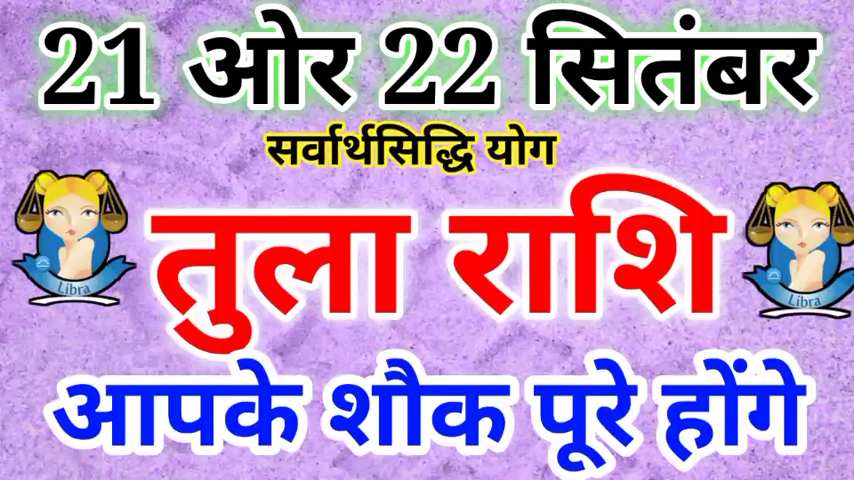 21 ओर 22 सितंबर
सर्वार्थसिद्धि योग
तुला राशि
Libra
Libra
आपके शौक पूरे होंगे